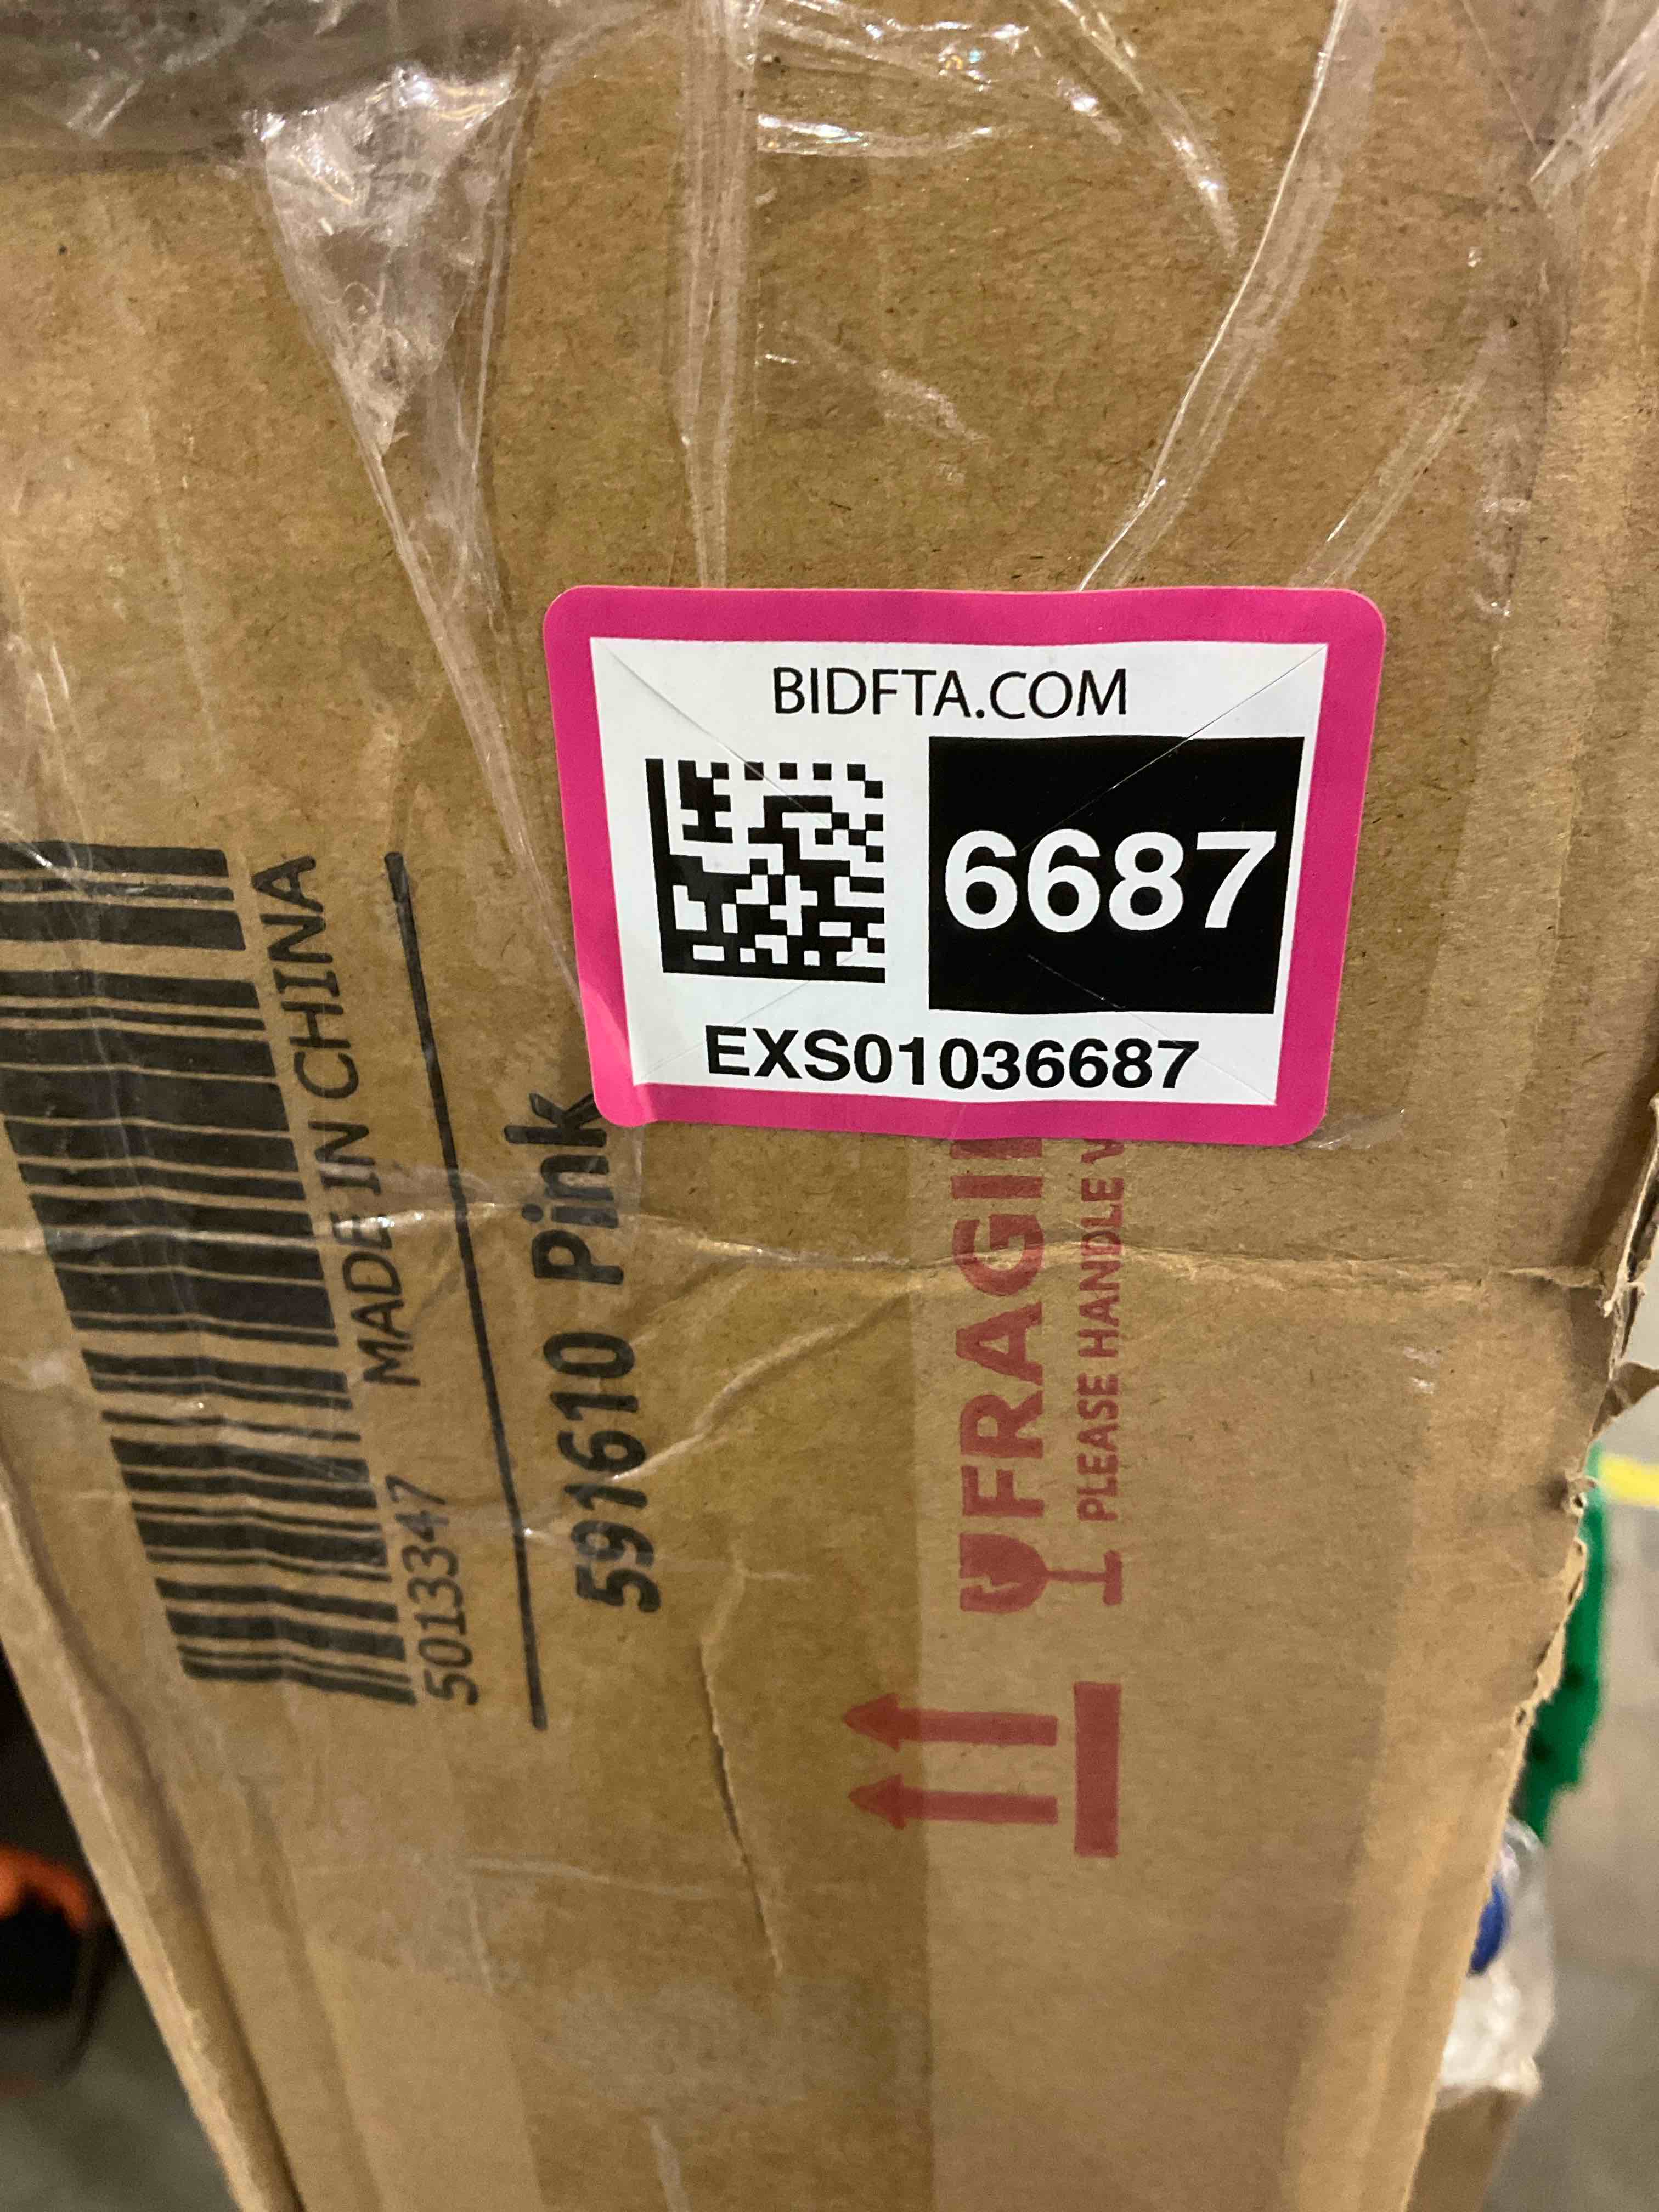 BIDFTA.COM
6687
EXS01036687
5013347 MADE IN CHINA
591610 Pink
FRAGI
PLEASE HANDLE